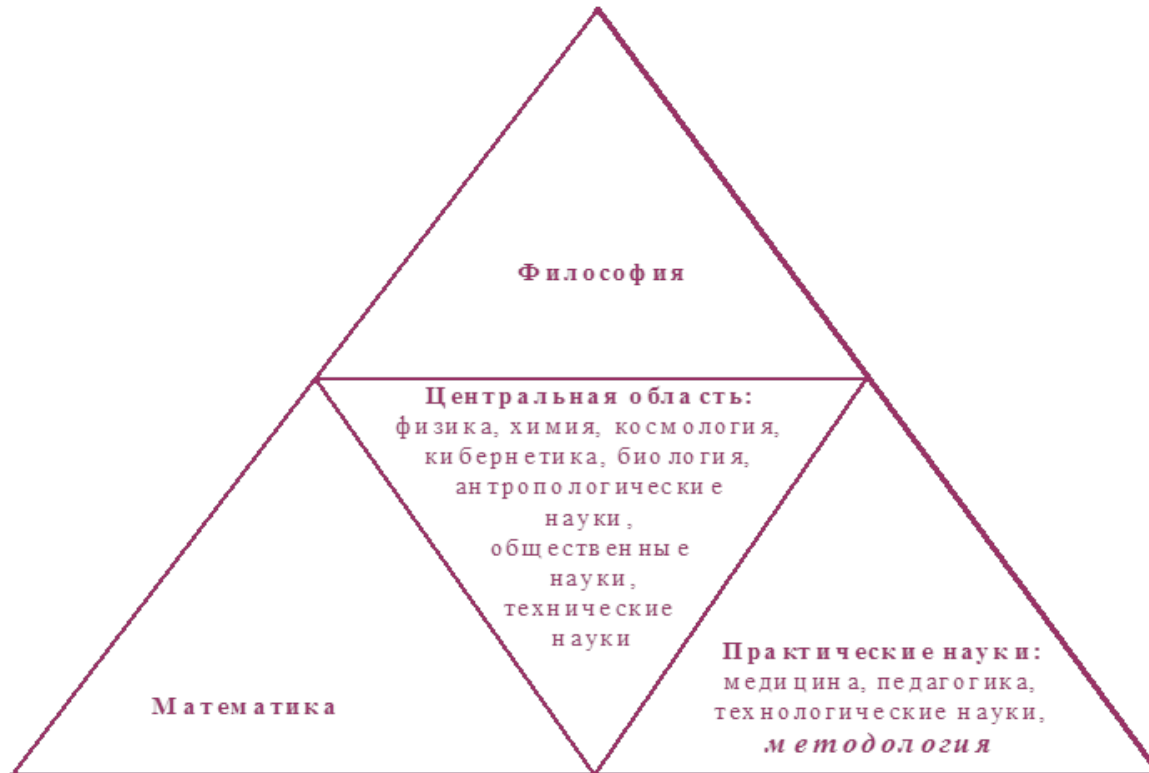 Философия
Центральная область:
физика, химия, космология,
кибернетика, биология,
антропологические
науки,
общественные
науки,
технические
науки
Математика
Практические науки:
медицина, педагогика,
технологические науки,
методология